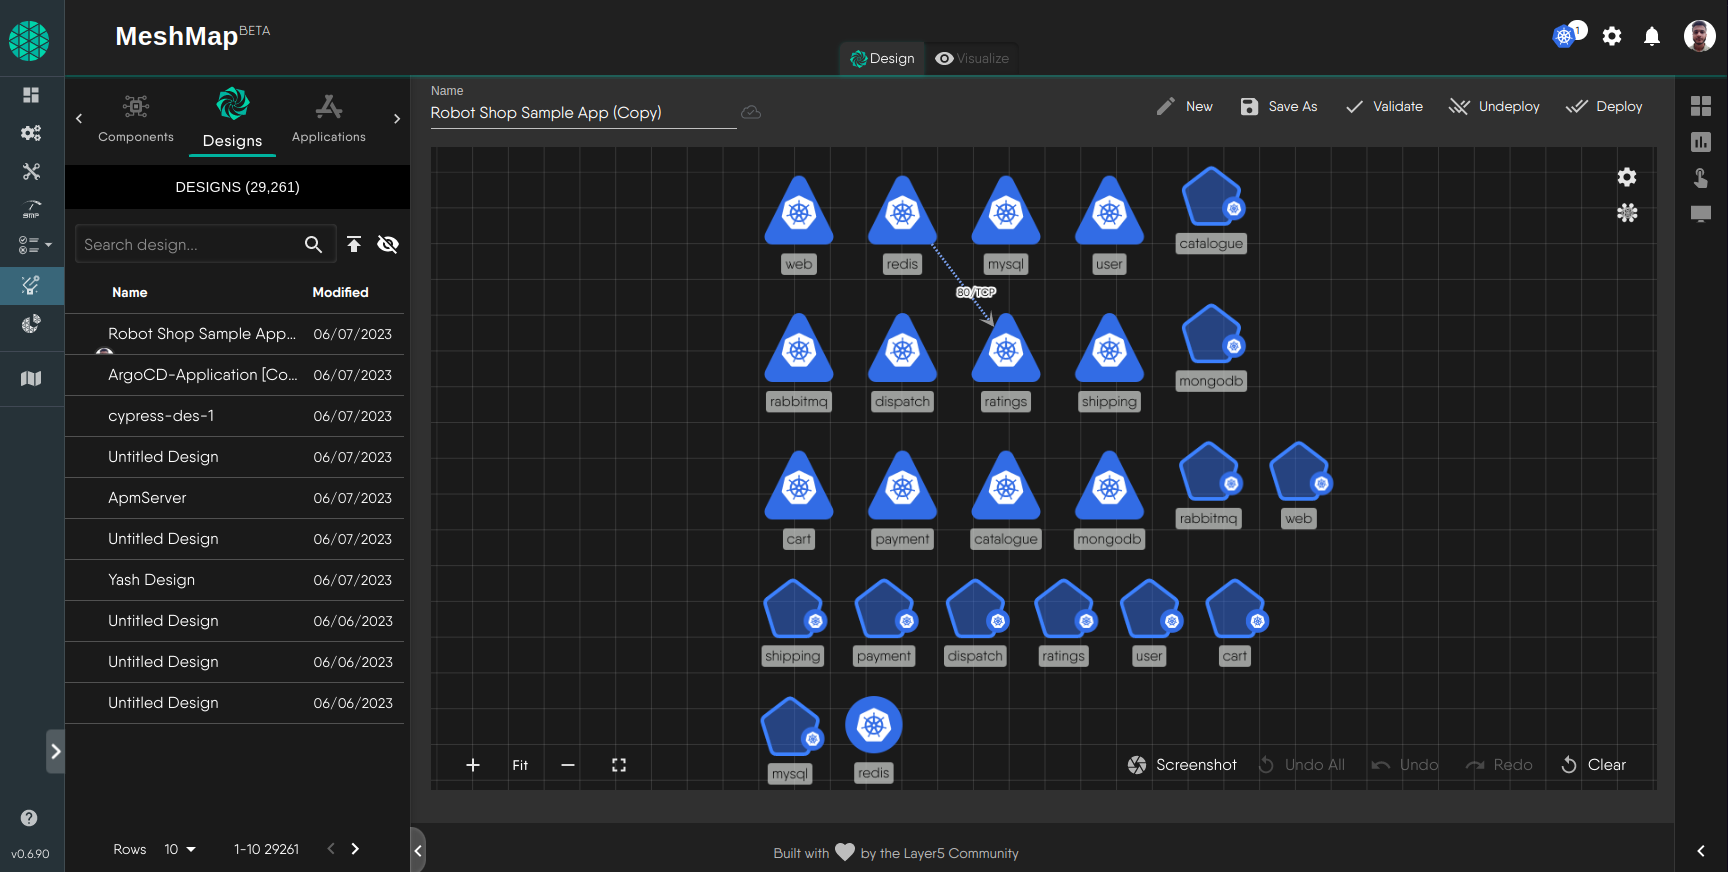 MeshMap BETA
1
Design Visualize
Components Designs Applications
DESIGNS (29,261)
Search design...
Name Modified
Robot Shop Sample App... 06/07/2023
ArgoCD-Application [Co... 06/07/2023
cypress-des-1 06/07/2023
Untitled Design 06/07/2023
ApmServer 06/07/2023
Untitled Design 06/07/2023
Yash Design 06/07/2023
Untitled Design 06/06/2023
Untitled Design 06/06/2023
Untitled Design 06/06/2023
Rows 10 1-10 29261
SMP
v0.6.90
Name
Robot Shop Sample App (Copy)
New Save As Validate Undeploy Deploy
catalogue
web redis mysql user
80/TCP
mongodb
rabbitmq dispatch ratings shipping
rabbitmq web
cart payment catalogue mongodb
shipping payment dispatch ratings user cart
mysql redis
Fit
Screenshot Undo All Undo Redo Clear
Built with by the Layer5 Community